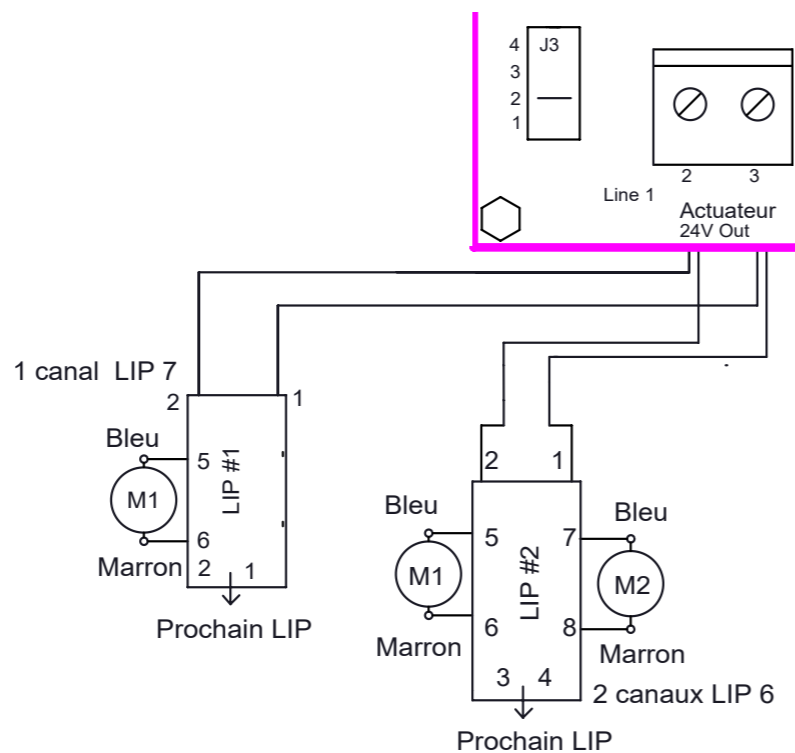 4 J3
3
2
1
2 3
Line 1
Actuateur
24V Out
1 canal LIP 7
2 1
Bleu
5
M1
LIP #1
6
Marron
2 1
Prochain LIP
2 1
Bleu
5 7
Bleu
M1
LIP #2
M2
6 8
Marron
Marron
3 4
2 canaux LIP 6
Prochain LIP